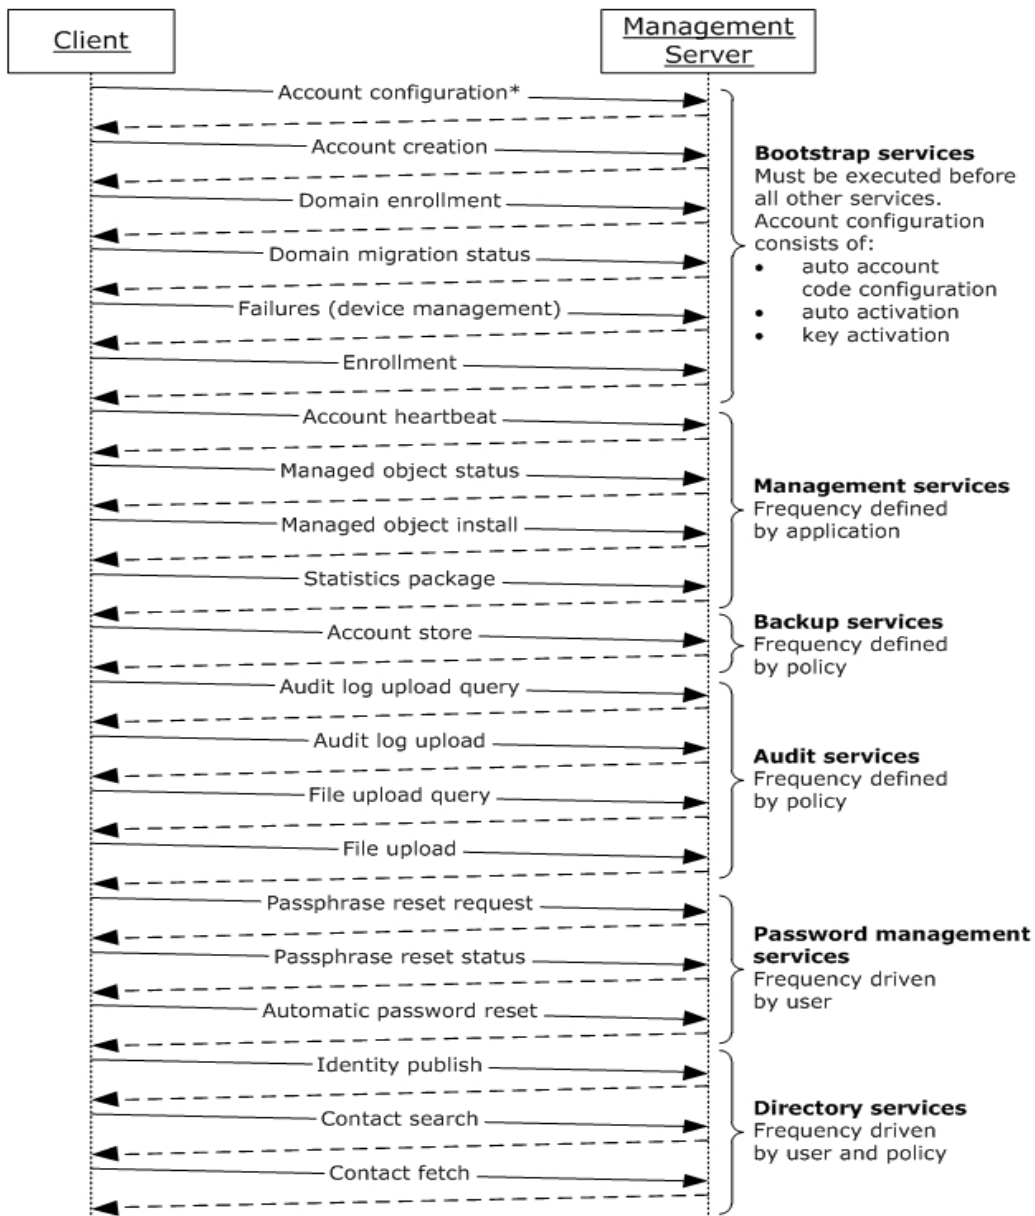 Client
Management
Server
Account configuration*
Account creation
Domain enrollment
Domain migration status
Failures (device management)
Enrollment
Bootstrap services
Must be executed before
all other services.
Account configuration
consists of:
• auto account
code configuration
• auto activation
• key activation
Account heartbeat
Managed object status
Managed object install
Statistics package
Management services
Frequency defined
by application
Account store
Backup services
Frequency defined
by policy
Audit log upload query
Audit log upload
File upload query
File upload
Audit services
Frequency defined
by policy
Passphrase reset request
Passphrase reset status
Automatic password reset
Password management
services
Frequency driven
by user
Identity publish
Contact search
Contact fetch
Directory services
Frequency driven
by user and policy